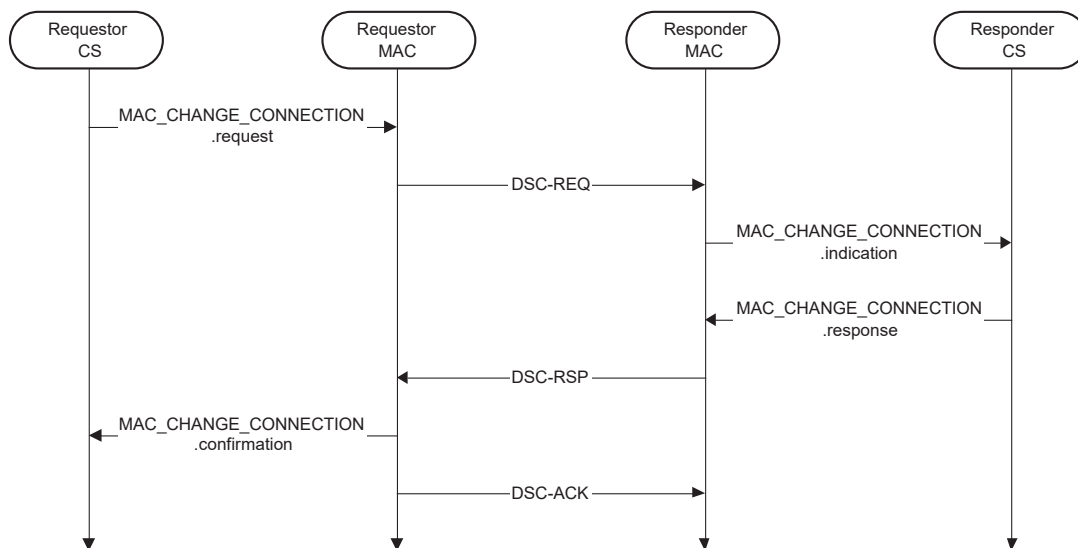 Requestor
CS
Requestor
MAC
Responder
MAC
Responder
CS
MAC_CHANGE_CONNECTION
.request
DSC-REQ
MAC_CHANGE_CONNECTION
.indication
MAC_CHANGE_CONNECTION
.response
DSC-RSP
MAC_CHANGE_CONNECTION
.confirmation
DSC-ACK